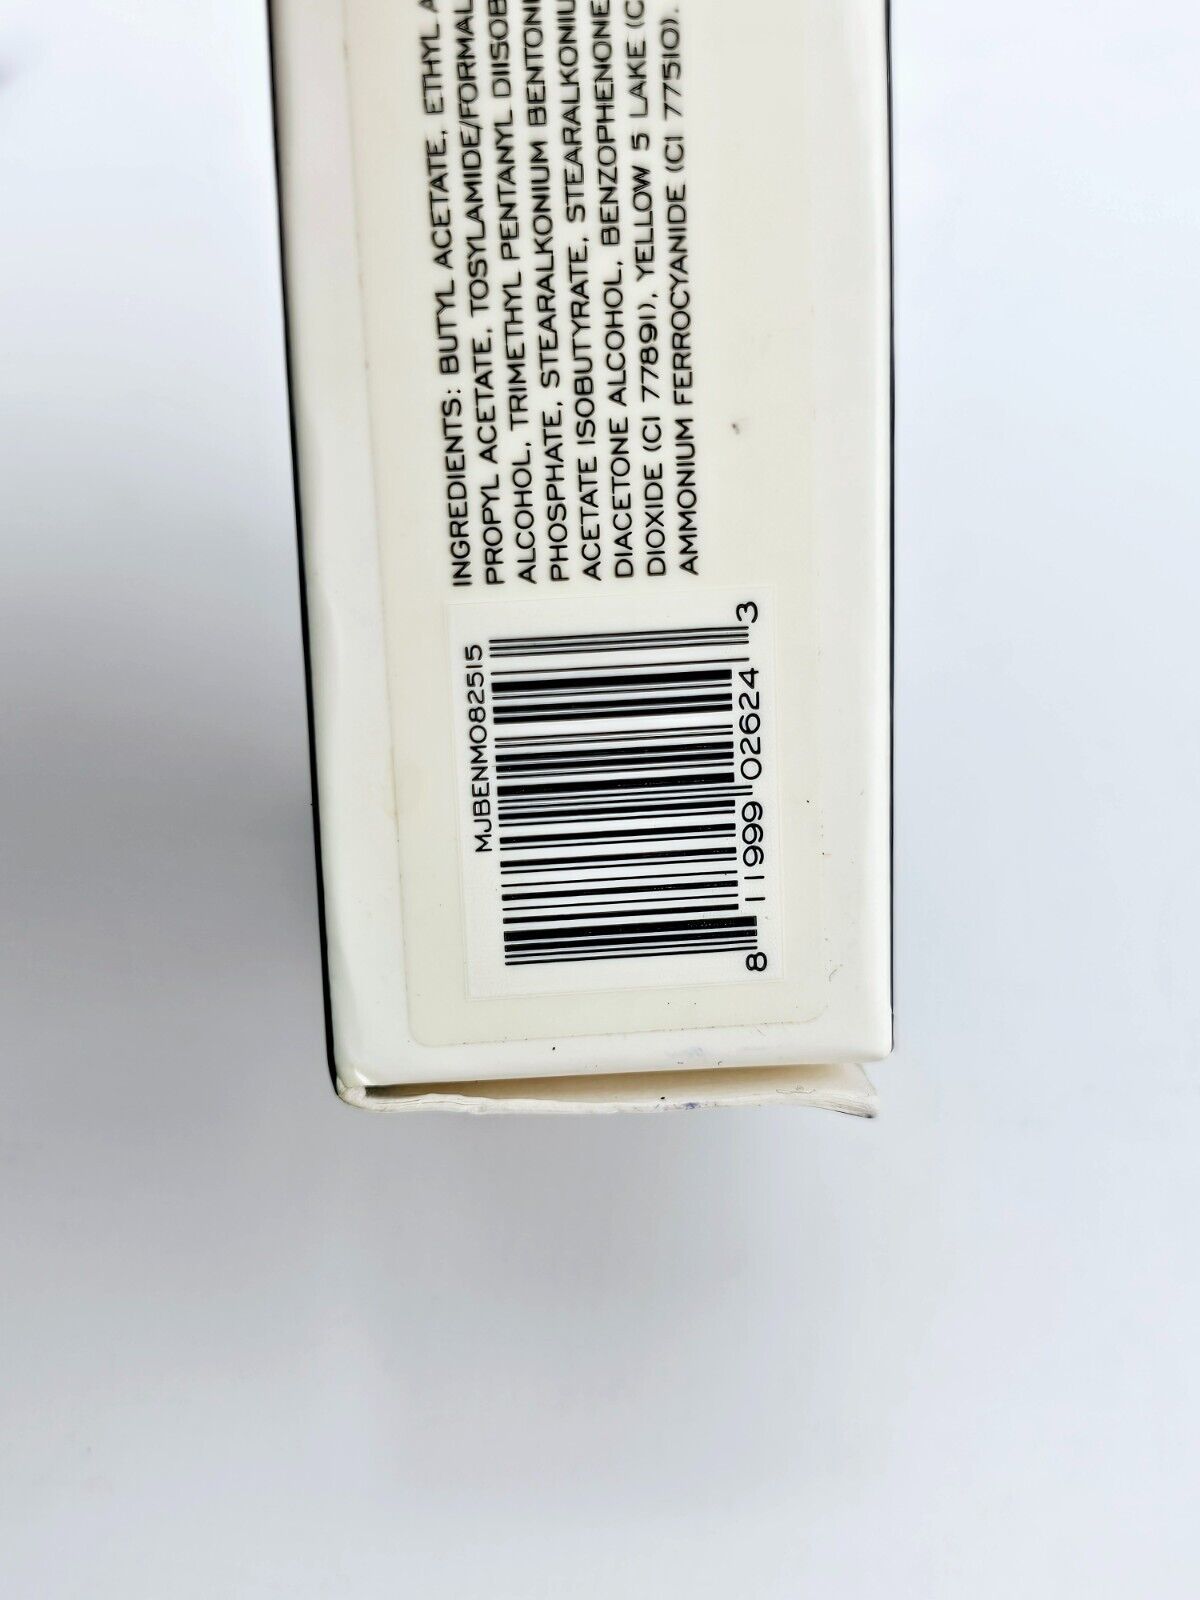 INGREDIENTS: BUTYL ACETATE, ETHYL
PROPYL ACETATE, TOSYLAMIDE/FORMAL
ALCOHOL, TRIMETHYL PENTANYL DIISOB
PHOSPHATE, STEARALKONIUM BENTONI
ACETATE ISOBUTYRATE, STEARALKONIU
DIACETONE ALCOHOL, BENZOPHENONE
DIOXIDE (CI 77891), YELLOW 5 LAKE (C
AMMONIUM FERROCYANIDE (CI 77510).
MJBENM082515
8 11999 02624 3